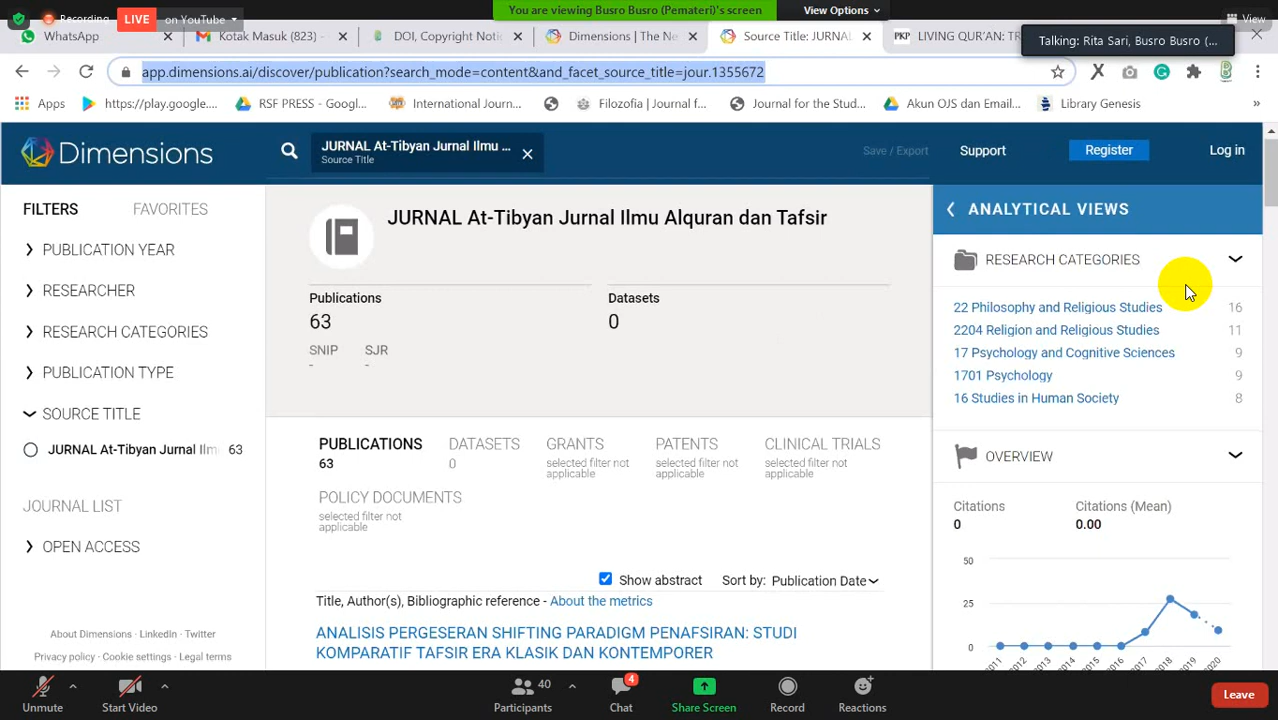 Recording
LIVE
on YouTube
You are viewing Busro Busro (Pemateri)'s screen
View Options
View
WhatsApp
Kotak Masuk (823) -
DOI, Copyright Notic
Dimensions | The Ne
Source Title: JURNAL
PKP
LIVING QUR'AN: TR
Talking: Rita Sari, Busro Busro (...
app.dimensions.ai/discover/publication?search_mode=content&and_facet_source_title=jour.1355672
Apps
https://play.google....
RSF PRESS - Googl...
International Journ...
Filozofia | Journal f...
Journal for the Stud...
Akun OJS dan Email...
Library Genesis
»
Dimensions
JURNAL At-Tibyan Jurnal Ilmu ...
Source Title
Save / Export
Support
Register
Log in
FILTERS
FAVORITES
PUBLICATION YEAR
RESEARCHER
RESEARCH CATEGORIES
PUBLICATION TYPE
SOURCE TITLE
JURNAL At-Tibyan Jurnal Ilm
63
JOURNAL LIST
OPEN ACCESS
About Dimensions · LinkedIn · Twitter
Privacy policy · Cookie settings · Legal terms
JURNAL At-Tibyan Jurnal Ilmu Alquran dan Tafsir
Publications
63
Datasets
0
SNIP
-
SJR
-
PUBLICATIONS
63
DATASETS
0
GRANTS
selected filter not
applicable
PATENTS
selected filter not
applicable
CLINICAL TRIALS
selected filter not
applicable
POLICY DOCUMENTS
selected filter not
applicable
Show abstract
Sort by: Publication Date
Title, Author(s), Bibliographic reference - About the metrics
ANALISIS PERGESERAN SHIFTING PARADIGM PENAFSIRAN: STUDI
KOMPARATIF TAFSIR ERA KLASIK DAN KONTEMPORER
ANALYTICAL VIEWS
RESEARCH CATEGORIES
22 Philosophy and Religious Studies 16
2204 Religion and Religious Studies 11
17 Psychology and Cognitive Sciences 9
1701 Psychology 9
16 Studies in Human Society 8
OVERVIEW
Citations
0
Citations (Mean)
0.00
50
25
0
2011
2012
2013
2014
2015
2016
2017
2018
2019
2020
Unmute
Start Video
40
Participants
4
Chat
Share Screen
Record
Reactions
Leave